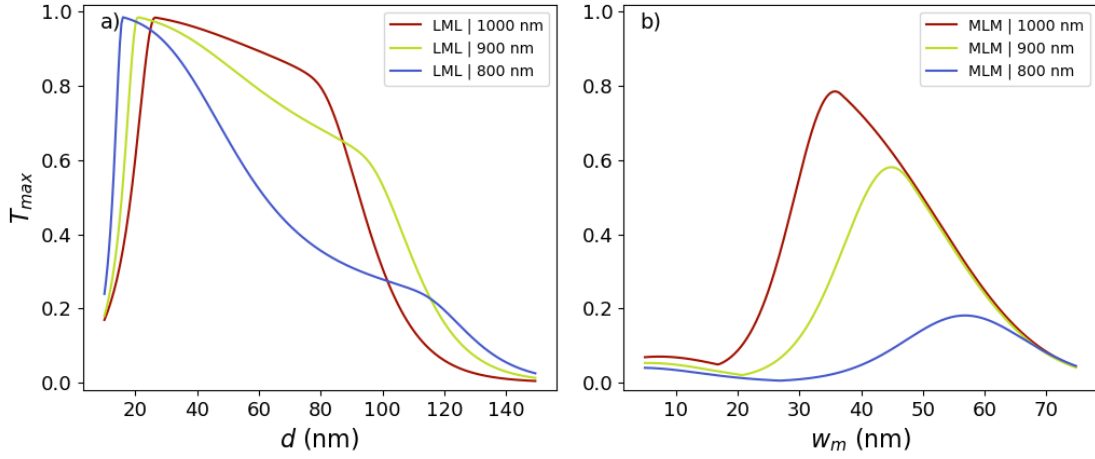 a)
LML | 1000 nm
LML | 900 nm
LML | 800 nm
1.0
0.8
0.6
0.4
0.2
0.0
T_max
20 40 60 80 100 120 140
d (nm)
b)
MLM | 1000 nm
MLM | 900 nm
MLM | 800 nm
1.0
0.8
0.6
0.4
0.2
0.0
10 20 30 40 50 60 70
w_m (nm)